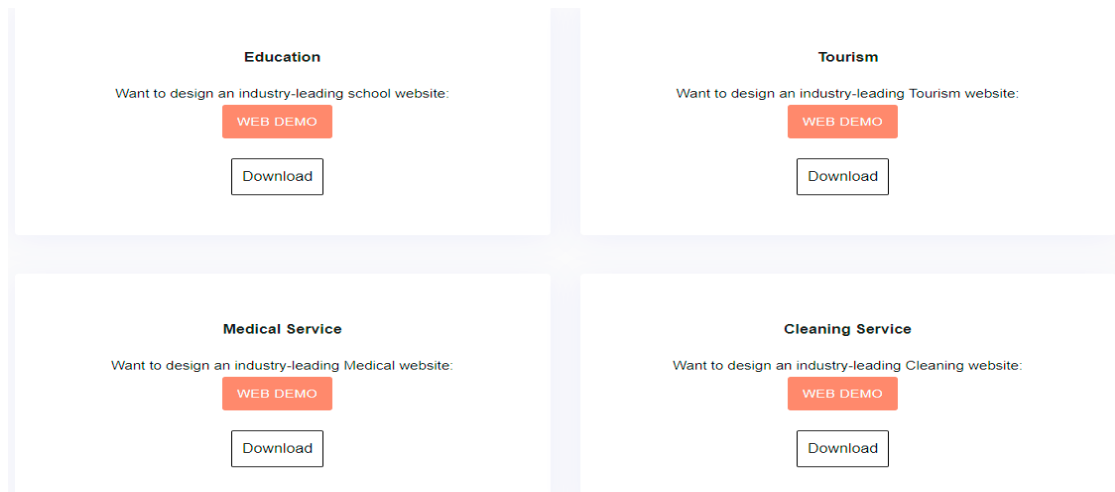 Education
Want to design an industry-leading school website:
WEB DEMO
Download
Tourism
Want to design an industry-leading Tourism website:
WEB DEMO
Download
Medical Service
Want to design an industry-leading Medical website:
WEB DEMO
Download
Cleaning Service
Want to design an industry-leading Cleaning website:
WEB DEMO
Download